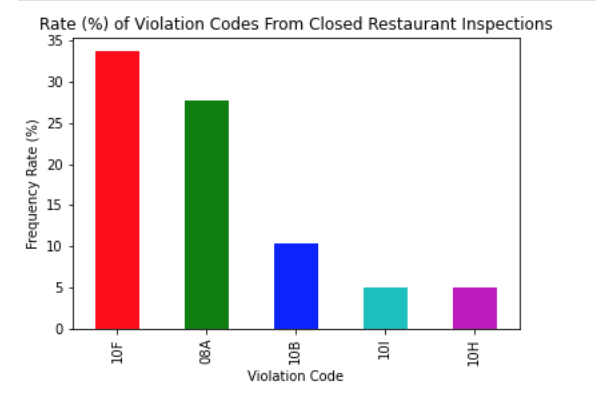 Rate (%) of Violation Codes From Closed Restaurant Inspections
35
30
25
20
15
10
5
0
Frequency Rate (%)
10F
08A
10B
10I
10H
Violation Code